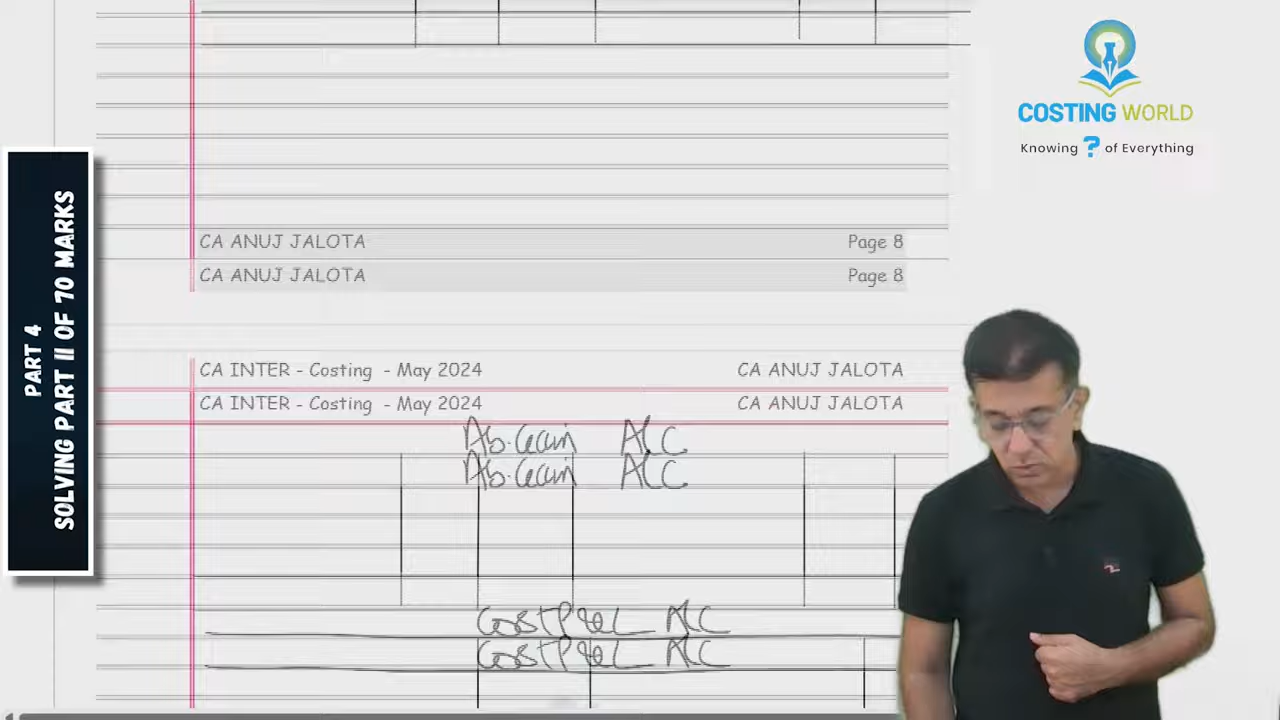 COSTING WORLD
Knowing ? of Everything
PART 4
SOLVING PART II OF 70 MARKS
CA ANUJ JALOTA Page 8
CA ANUJ JALOTA Page 8
CA INTER - Costing - May 2024 CA ANUJ JALOTA
CA INTER - Costing - May 2024 CA ANUJ JALOTA
Ab. Gain A/C
Ab. Gain A/C
Cost P&L A/C
Cost P&L A/C